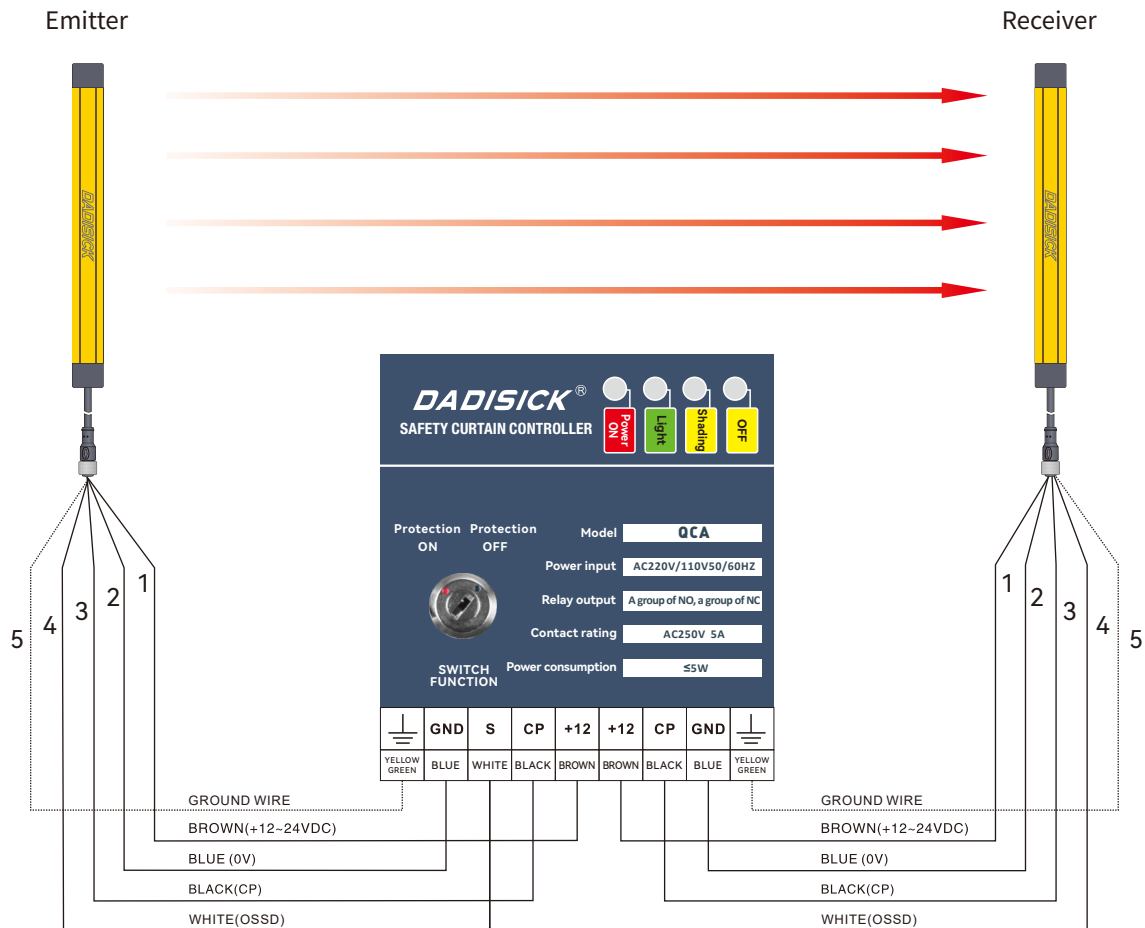 Emitter
Receiver
DADISICK
DADISICK
DADISICK ®
SAFETY CURTAIN CONTROLLER
Power ON
Light
Shading
OFF
Protection ON
Protection OFF
SWITCH FUNCTION
Model QCA
Power input AC220V/110V50/60HZ
Relay output A group of NO, a group of NC
Contact rating AC250V 5A
Power consumption ≤5W
5 4 3 2 1
1 2 3 4 5
GND S CP +12 +12 CP GND
YELLOW GREEN BLUE WHITE BLACK BROWN BROWN BLACK BLUE YELLOW GREEN
GROUND WIRE
GROUND WIRE
BROWN(+12~24VDC)
BROWN(+12~24VDC)
BLUE (0V)
BLUE (0V)
BLACK(CP)
BLACK(CP)
WHITE(OSSD)
WHITE(OSSD)